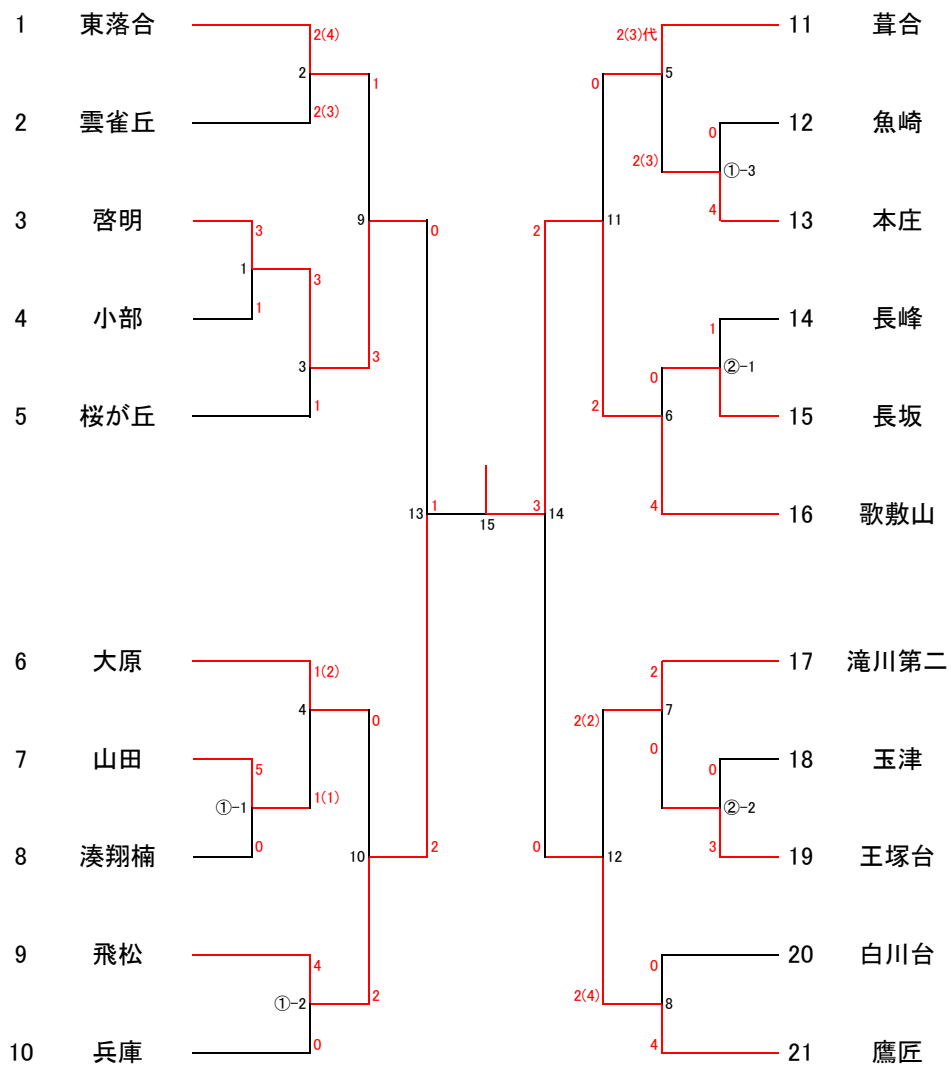 1 東落合
2(4)
2
1
2(3)
2 雲雀丘
3 啓明
3
9
0
1
3
1
4 小部
3
3
1
5 桜が丘
13
1
15
6 大原
1(2)
4
0
7 山田
5
①-1
1(1)
0
8 湊翔楠
10
2
9 飛松
4
①-2
2
0
10 兵庫
2(3)代
11 葺合
0
5
0
12 魚崎
2(3)
①-3
4
13 本庄
2
11
1
14 長峰
0
②-1
2
6
15 長坂
4
16 歌敷山
3
14
2
17 滝川第二
2(2)
7
0
0
18 玉津
②-2
3
0
12
19 王塚台
0
20 白川台
2(4)
8
4
21 鷹匠